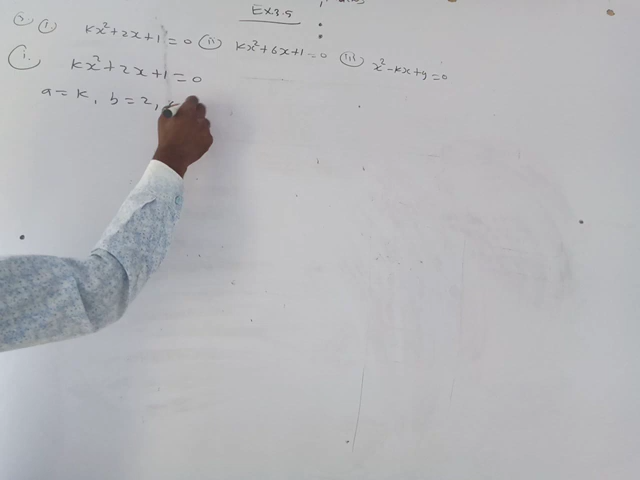 Ex 3.5
2. (i) kx²+2x+1=0 (ii) kx²+6x+1=0 (iii) x²-kx+9=0
(i. kx²+2x+1=0
a=k, b=2,